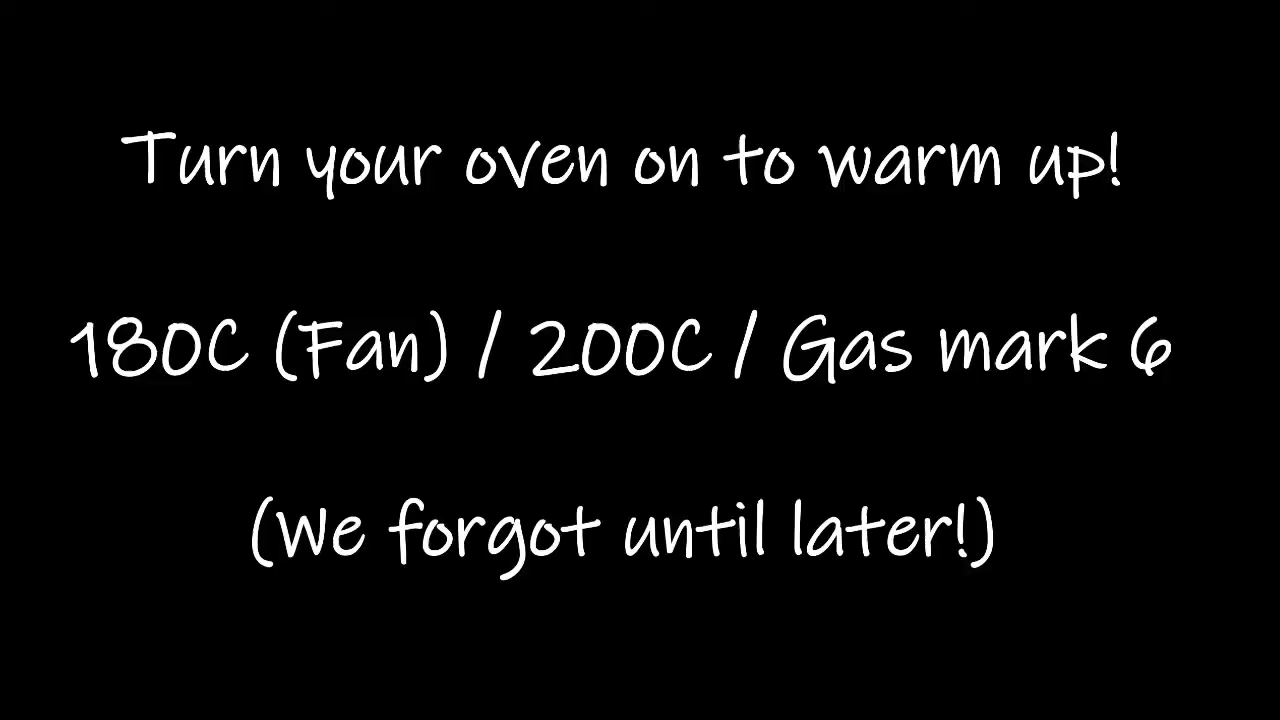 Turn your oven on to warm up!
180C (Fan) / 200C / Gas mark 6
(We forgot until later!)